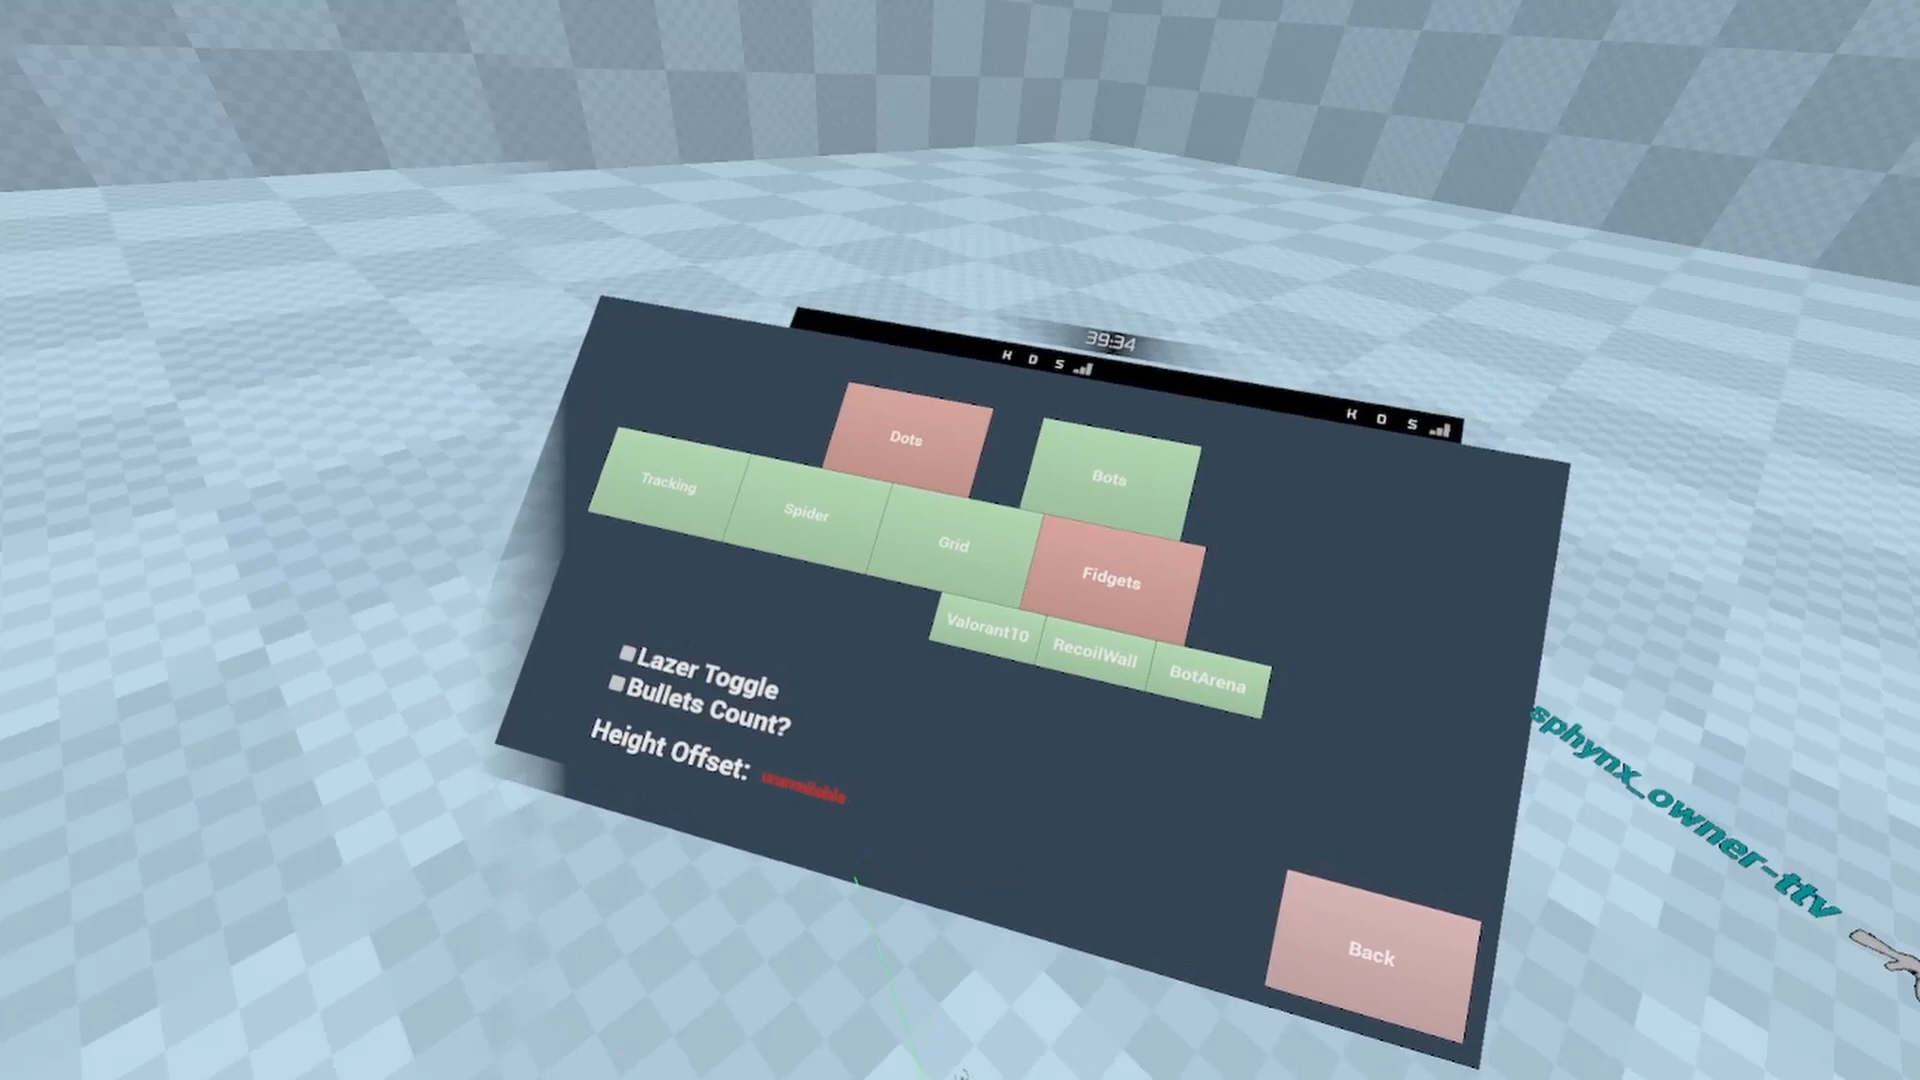 39:34
K D S
K D S
Dots
Bots
Tracking
Spider
Grid
Fidgets
Valorant10
RecoilWall
BotArena
Lazer Toggle
Bullets Count?
Height Offset: unavailable
sphynx_owner-ttv
Back